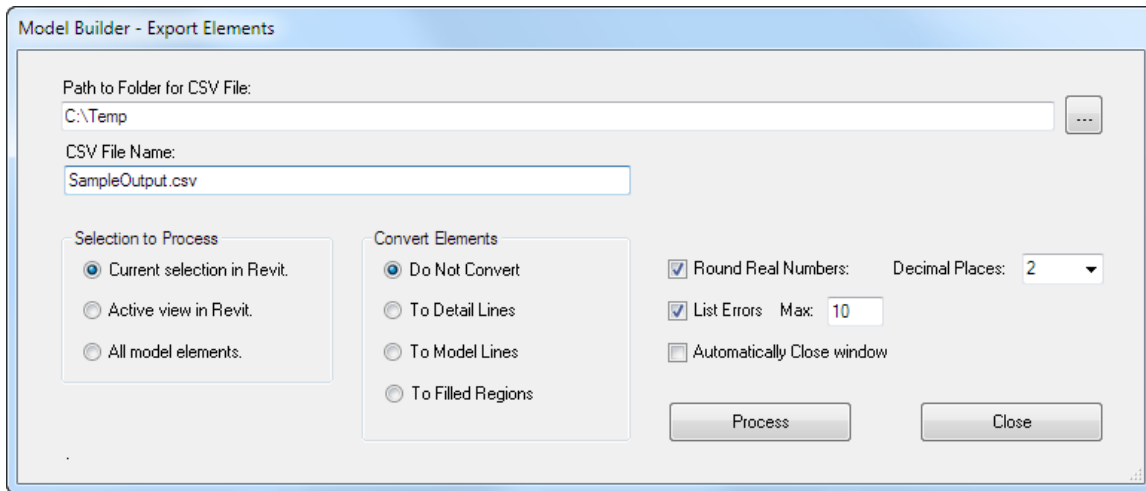 Model Builder - Export Elements
Path to Folder for CSV File:
C:\Temp
...
CSV File Name:
SampleOutput.csv
Selection to Process
Current selection in Revit.
Active view in Revit.
All model elements.
Convert Elements
Do Not Convert
To Detail Lines
To Model Lines
To Filled Regions
Round Real Numbers: Decimal Places: 2
List Errors Max: 10
Automatically Close window
Process Close
.